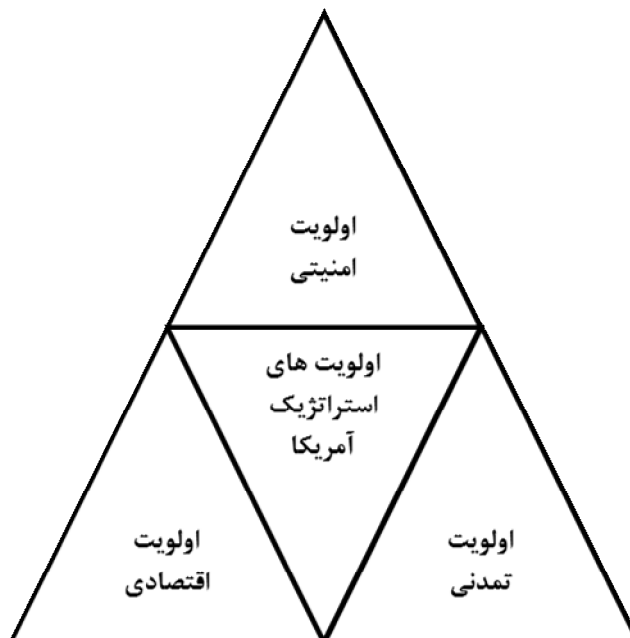 اولویت
امنیتی
اولویت های
استراتژیک
آمریکا
اولویت
تمدنی
اولویت
اقتصادی